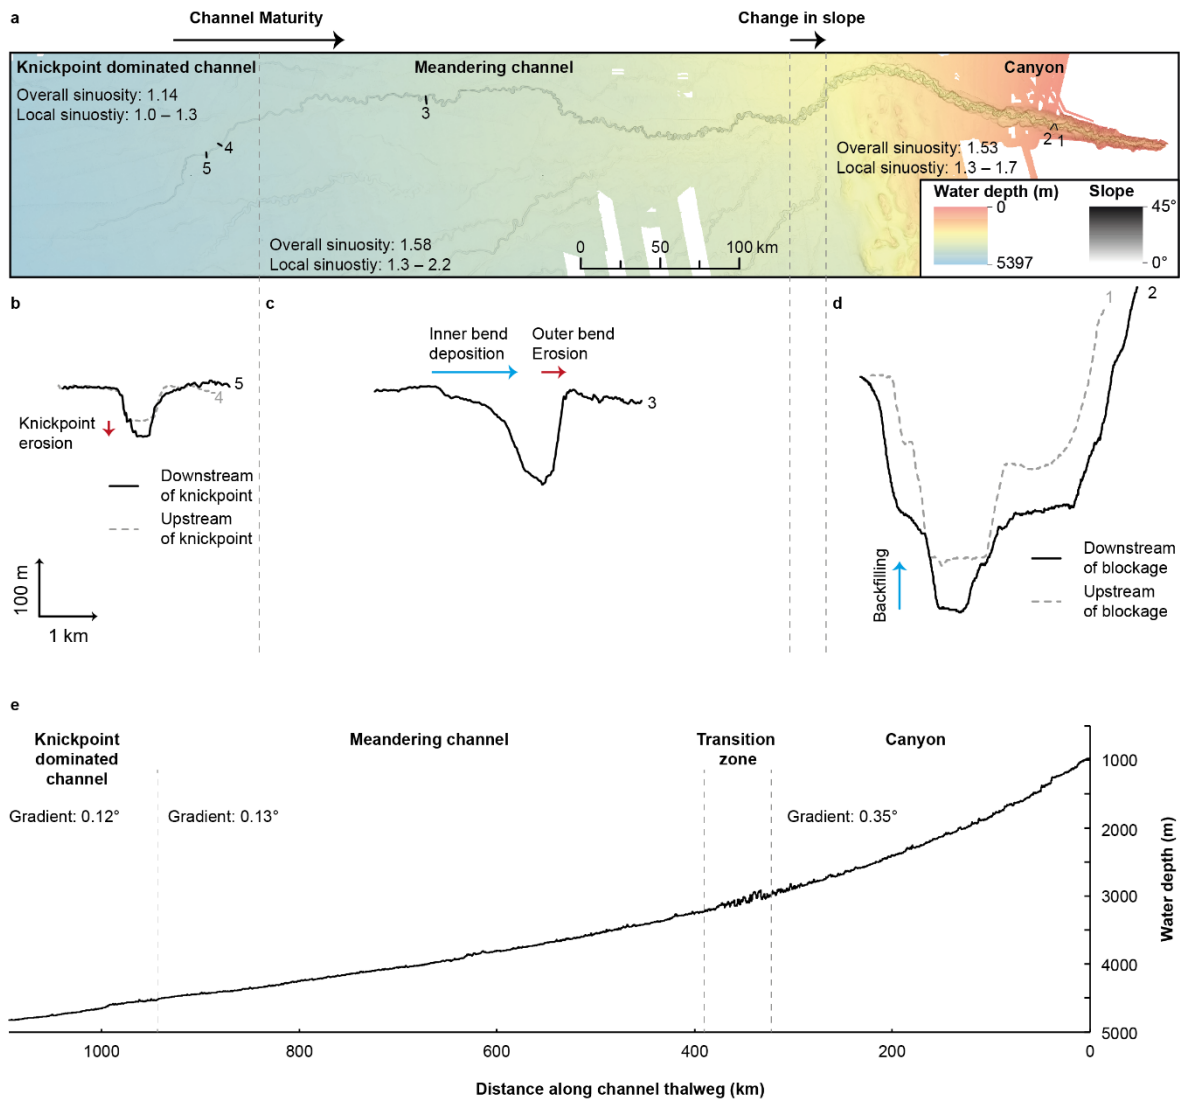 a
Channel Maturity
Change in slope
Knickpoint dominated channel
Meandering channel
Canyon
Overall sinuosity: 1.14
Local sinuostiy: 1.0 – 1.3
3
4
5
2
1
Overall sinuosity: 1.53
Local sinuostiy: 1.3 – 1.7
Overall sinuosity: 1.58
Local sinuostiy: 1.3 – 2.2
0
50
100 km
Water depth (m)
0
5397
Slope
45°
0°
b
5
4
Knickpoint
erosion
Downstream
of knickpoint
Upstream
of knickpoint
100 m
1 km
c
Inner bend
deposition
Outer bend
Erosion
3
d
1
2
Backfilling
Downstream
of blockage
Upstream
of blockage
e
Knickpoint
dominated
channel
Meandering channel
Transition
zone
Canyon
Gradient: 0.12°
Gradient: 0.13°
Gradient: 0.35°
1000
2000
3000
4000
5000
Water depth (m)
1000
800
600
400
200
0
Distance along channel thalweg (km)